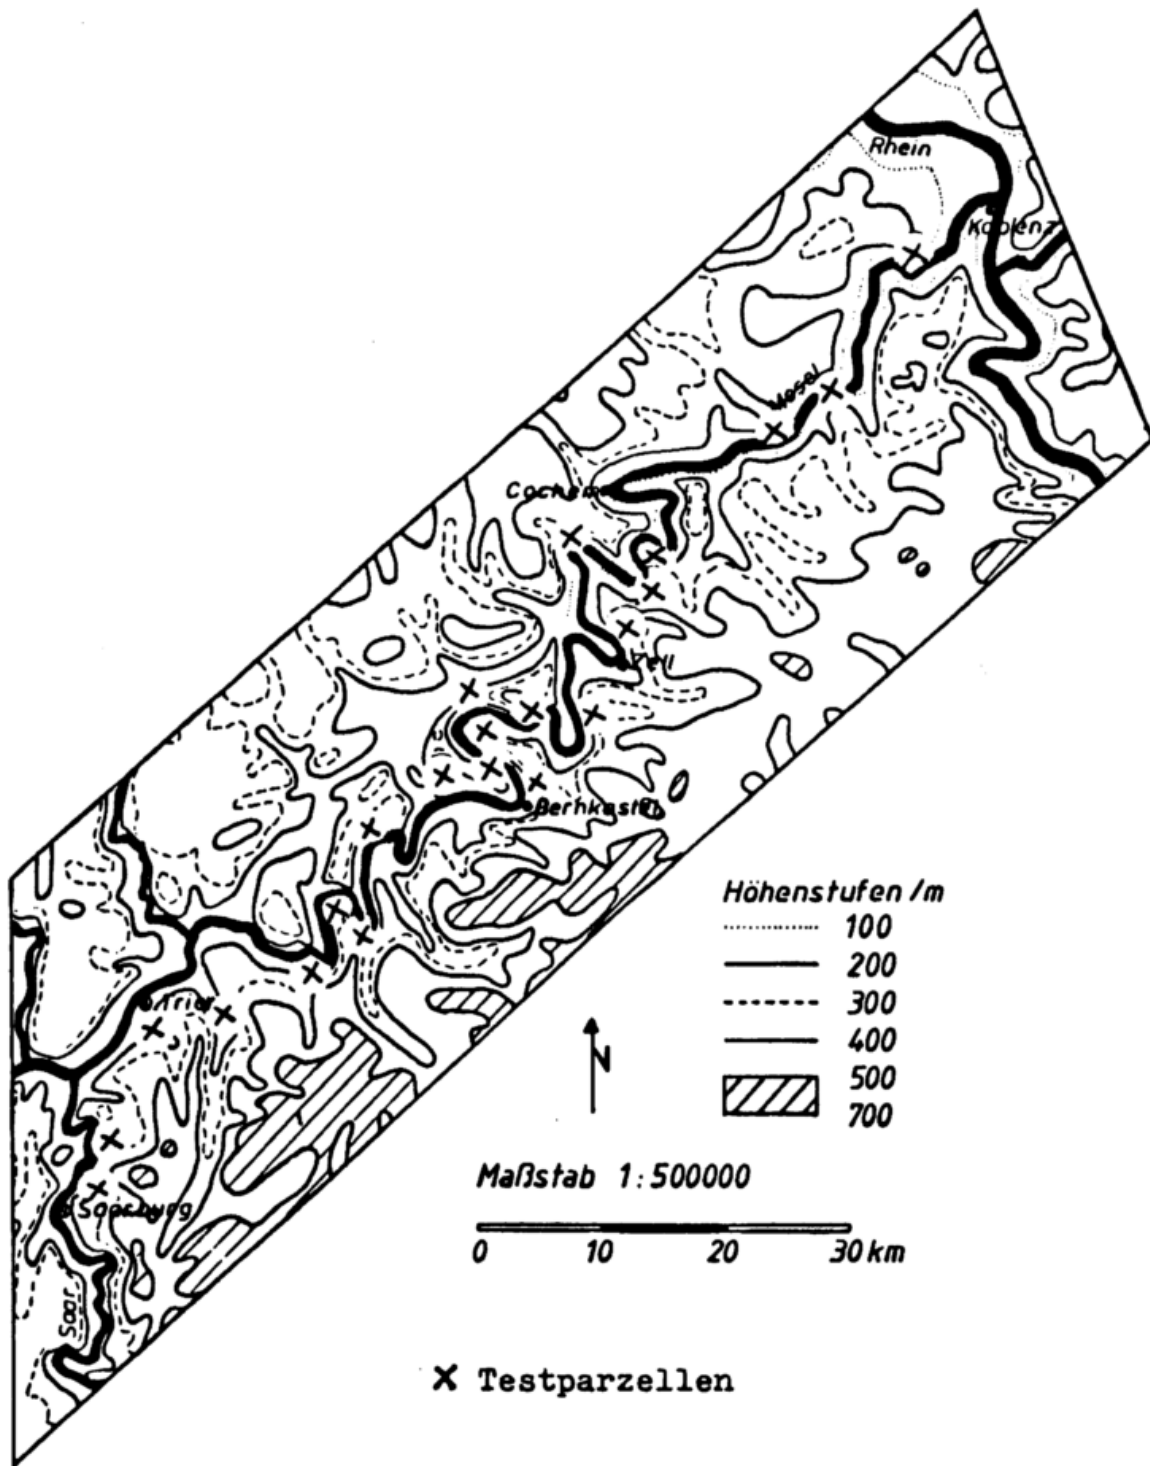 Rhein
Koblenz
Mosel
Cochem
Zell
Bernkastel
Trier
Saarburg
Saar
Höhenstufen /m
100
200
300
400
500
700
N
Maßstab 1:500000
0 10 20 30 km
X Testparzellen